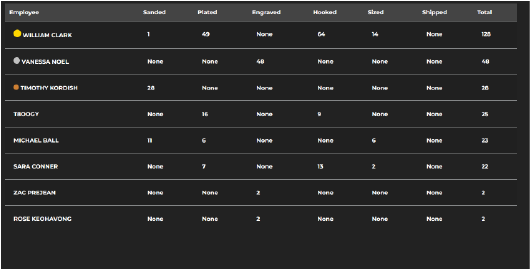 Employee Sanded Plated Engraved Hooked Sized Shipped Total
WILLIAM CLARK 1 49 None 64 14 None 128
VANESSA NOEL None None 48 None None None 48
TIMOTHY KORDISH 28 None None None None None 28
None 16 None 9 None None 25
MICHAEL BALL 11 6 None None 6 None 23
SARA CONNER None 7 None 13 2 None 22
ZAC PREJEAN None None 2 None None None 2
ROSE KEOHAVONG None None 2 None None None 2